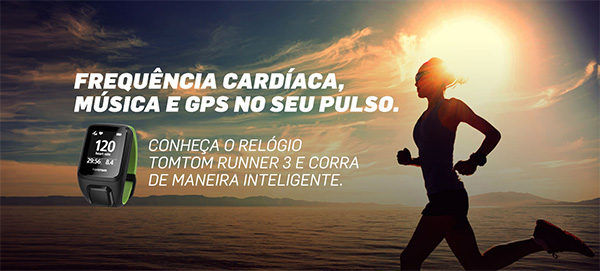 FREQUÊNCIA CARDÍACA,
MÚSICA E GPS NO SEU PULSO.
CONHEÇA O RELÓGIO
TOMTOM RUNNER 3 E CORRA
DE MANEIRA INTELIGENTE.
120
29:56 8.4